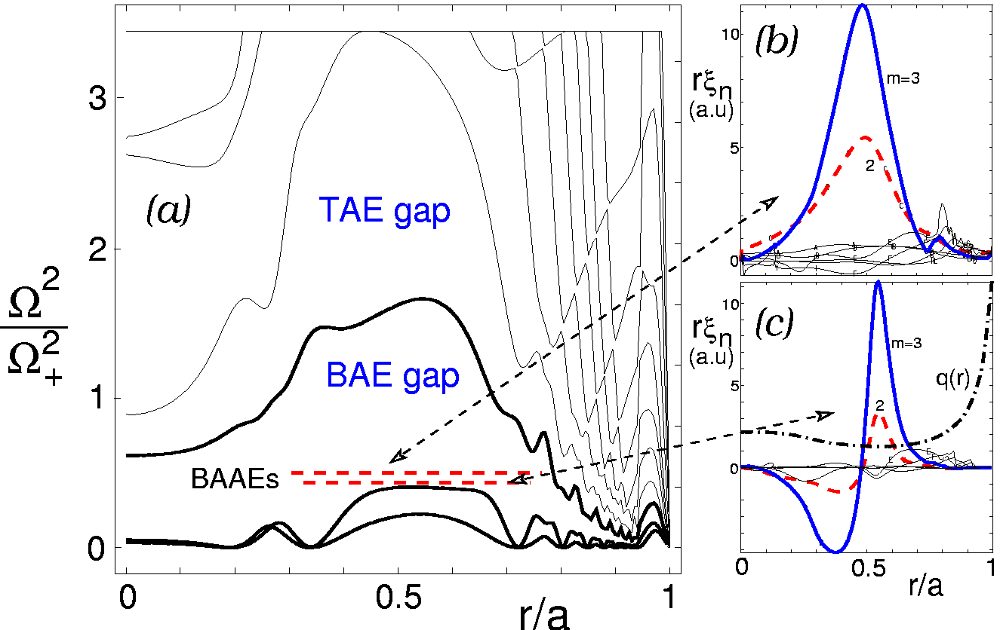 (a)
3
2
1
0
Ω²
Ω₊²
TAE gap
BAE gap
BAAEs
0
0.5
1
r/a
(b)
10
5
0
rξₙ
(a.u)
m=3
2
(c)
10
5
0
rξₙ
(a.u)
m=3
2
q(r)
0
0.5
1
r/a